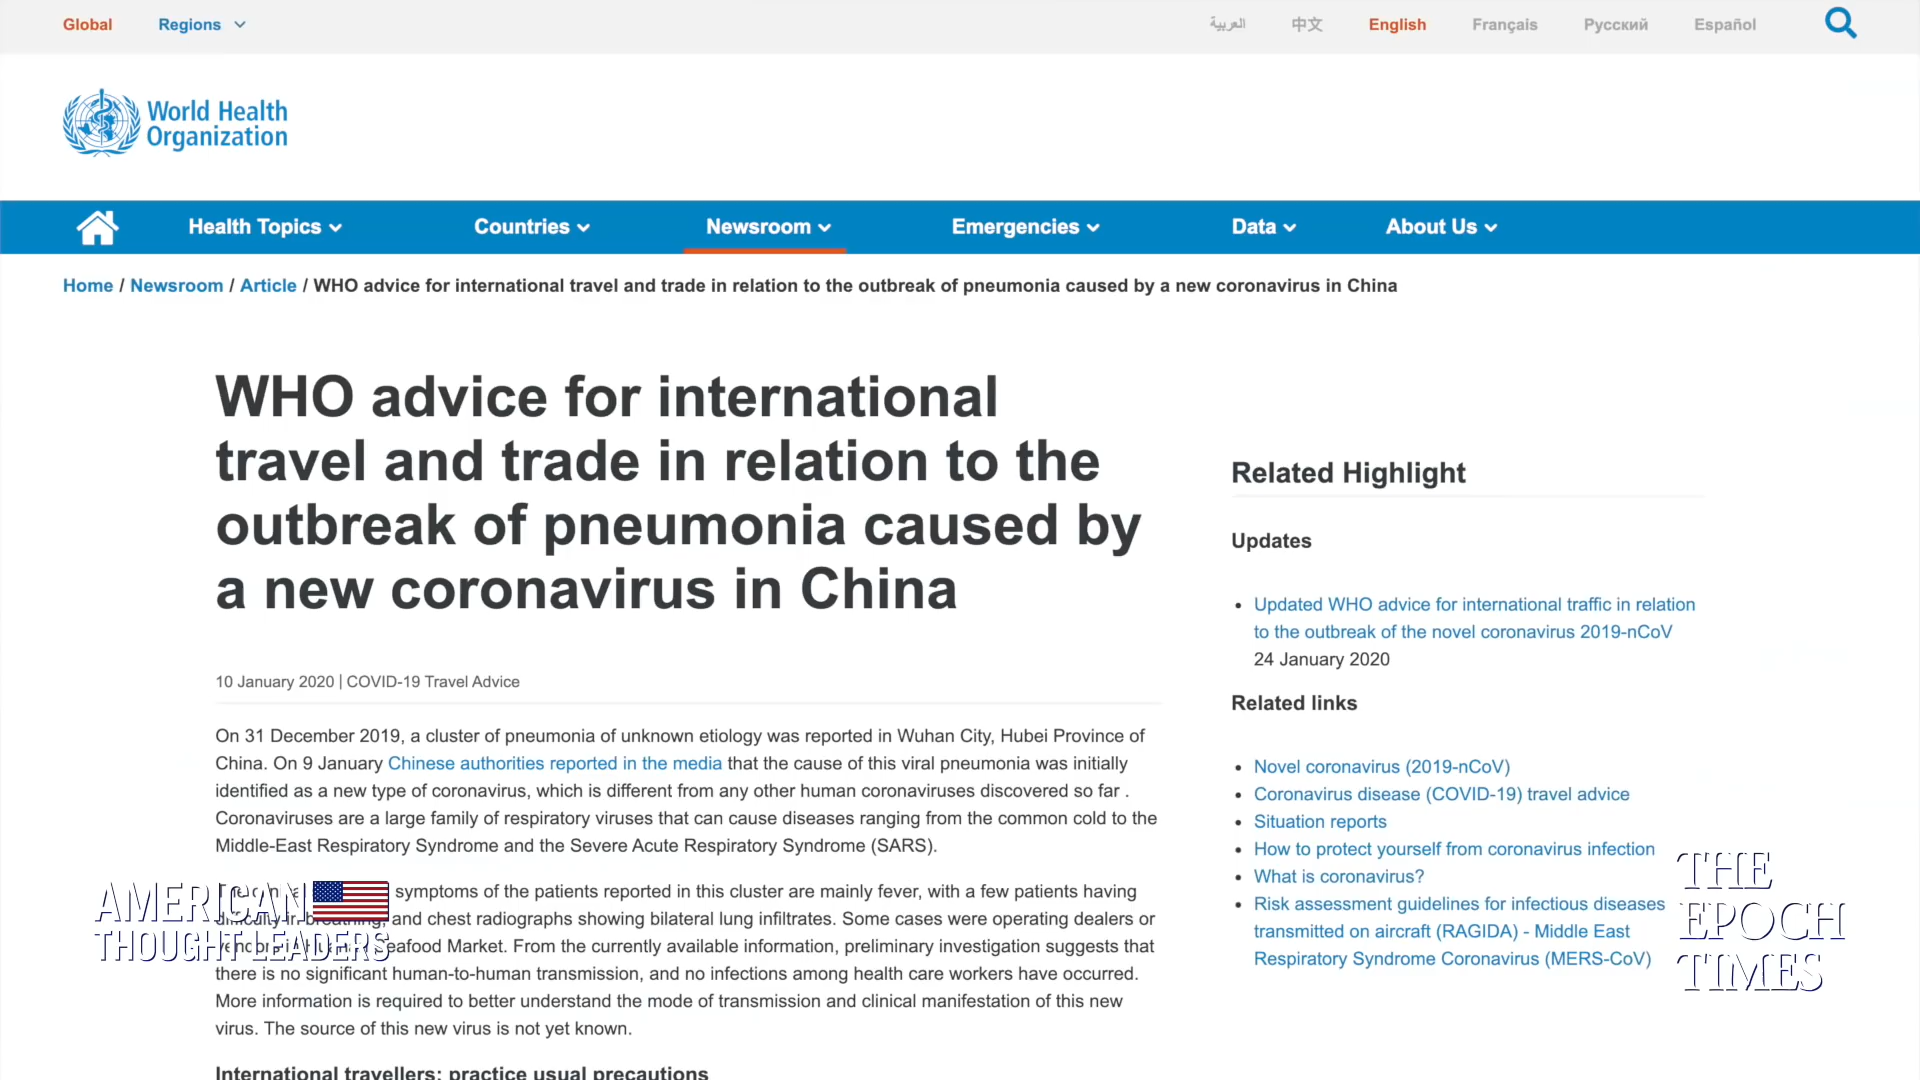 Global Regions العربية 中文 English Français Русский Español
World Health
Organization
Health Topics Countries Newsroom Emergencies Data About Us
Home / Newsroom / Article / WHO advice for international travel and trade in relation to the outbreak of pneumonia caused by a new coronavirus in China
WHO advice for international
travel and trade in relation to the
outbreak of pneumonia caused by
a new coronavirus in China
10 January 2020 | COVID-19 Travel Advice
On 31 December 2019, a cluster of pneumonia of unknown etiology was reported in Wuhan City, Hubei Province of
China. On 9 January Chinese authorities reported in the media that the cause of this viral pneumonia was initially
identified as a new type of coronavirus, which is different from any other human coronaviruses discovered so far .
Coronaviruses are a large family of respiratory viruses that can cause diseases ranging from the common cold to the
Middle-East Respiratory Syndrome and the Severe Acute Respiratory Syndrome (SARS).
symptoms of the patients reported in this cluster are mainly fever, with a few patients having
difficulty in breathing, and chest radiographs showing bilateral lung infiltrates. Some cases were operating dealers or
Seafood Market. From the currently available information, preliminary investigation suggests that
there is no significant human-to-human transmission, and no infections among health care workers have occurred.
More information is required to better understand the mode of transmission and clinical manifestation of this new
virus. The source of this new virus is not yet known.
International travellers: practice usual precautions
Related Highlight
Updates
Updated WHO advice for international traffic in relation
to the outbreak of the novel coronavirus 2019-nCoV
24 January 2020
Related links
Novel coronavirus (2019-nCoV)
Coronavirus disease (COVID-19) travel advice
Situation reports
How to protect yourself from coronavirus infection
What is coronavirus?
Risk assessment guidelines for infectious diseases
transmitted on aircraft (RAGIDA) - Middle East
Respiratory Syndrome Coronavirus (MERS-CoV)
AMERICAN
THOUGHT LEADERS
THE
EPOCH
TIMES